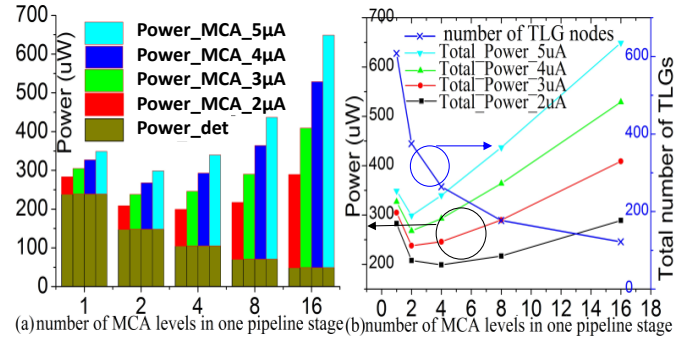 700
600
500
400
300
200
100
0
Power (uW)
Power_MCA_5µA
Power_MCA_4µA
Power_MCA_3µA
Power_MCA_2µA
Power_det
1 2 4 8 16
(a)number of MCA levels in one pipeline stage
700
600
500
400
300
200
Power (uW)
number of TLG nodes
Total_Power_5uA
Total_Power_4uA
Total_Power_3uA
Total_Power_2uA
600
400
200
0
Total number of TLGs
0 2 4 6 8 10 12 14 16 18
(b)number of MCA levels in one pipeline stage